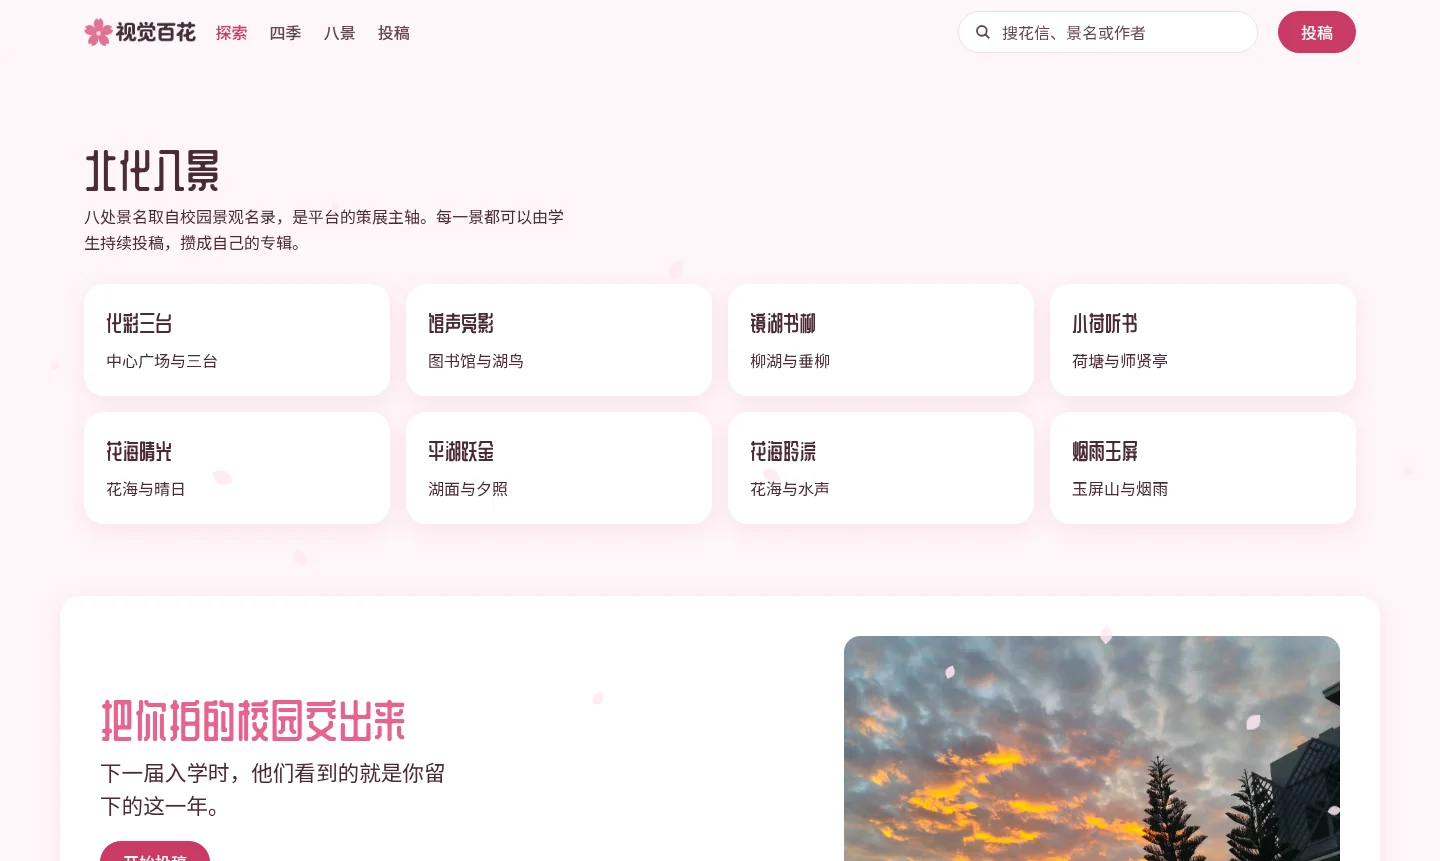 视觉百花
探索
四季
八景
投稿
搜花信、景名或作者
投稿
北化八景
八处景名取自校园景观名录，是平台的策展主轴。每一景都可以由学
生持续投稿，攒成自己的专辑。
化彩三台
中心广场与三台
馆声凫影
图书馆与湖鸟
镜湖书柳
柳湖与垂柳
小荷听书
荷塘与师贤亭
花海晴光
花海与晴日
平湖跃金
湖面与夕照
花海聆涼
花海与水声
烟雨玉屏
玉屏山与烟雨
把你拍的校园交出来
下一届入学时，他们看到的就是你留
下的这一年。
开始投稿